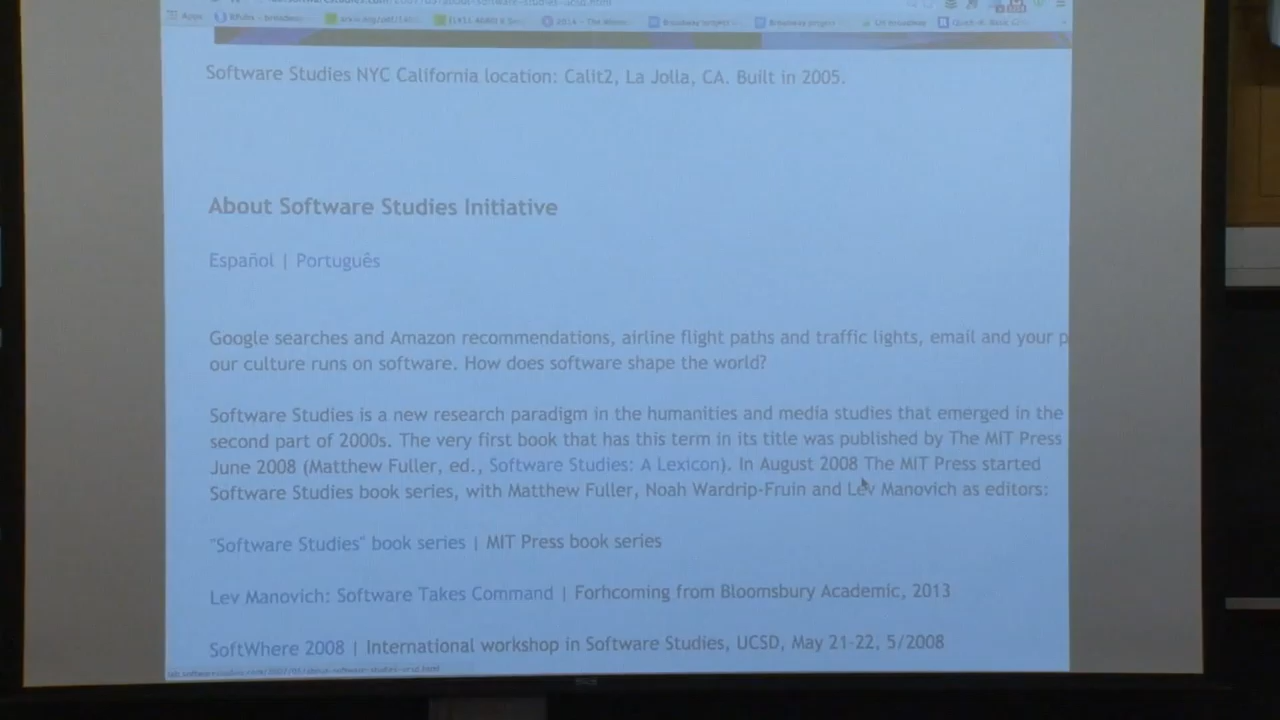 Apps
Software Studies NYC California location: Calit2, La Jolla, CA. Built in 2005.
About Software Studies Initiative
Español | Português
Google searches and Amazon recommendations, airline flight paths and traffic lights, email and your p
our culture runs on software. How does software shape the world?
Software Studies is a new research paradigm in the humanities and media studies that emerged in the
second part of 2000s. The very first book that has this term in its title was published by The MIT Press
June 2008 (Matthew Fuller, ed., Software Studies: A Lexicon). In August 2008 The MIT Press started
Software Studies book series, with Matthew Fuller, Noah Wardrip-Fruin and Lev Manovich as editors:
"Software Studies" book series | MIT Press book series
Lev Manovich: Software Takes Command | Forthcoming from Bloomsbury Academic, 2013
SoftWhere 2008 | International workshop in Software Studies, UCSD, May 21-22, 5/2008